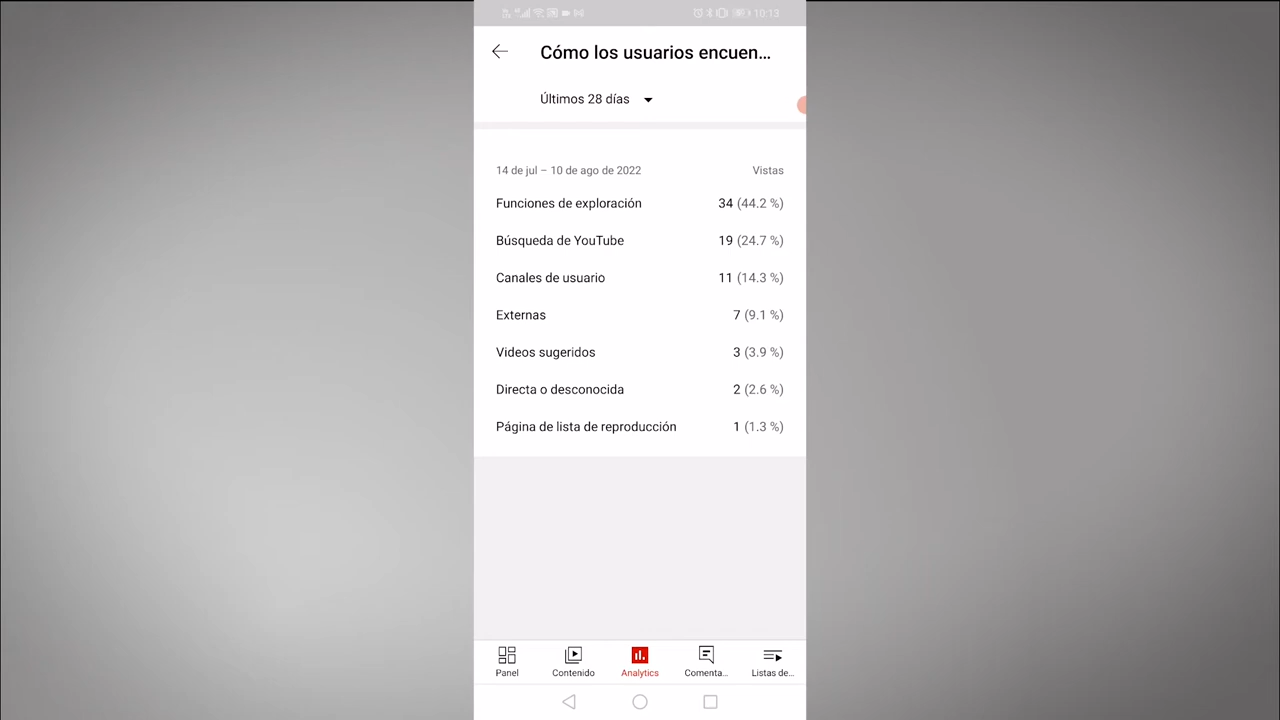 10:13
Cómo los usuarios encuen...
Últimos 28 días
14 de jul – 10 de ago de 2022 Vistas
Funciones de exploración 34 (44.2 %)
Búsqueda de YouTube 19 (24.7 %)
Canales de usuario 11 (14.3 %)
Externas 7 (9.1 %)
Videos sugeridos 3 (3.9 %)
Directa o desconocida 2 (2.6 %)
Página de lista de reproducción 1 (1.3 %)
Panel Contenido Analytics Comenta... Listas de...